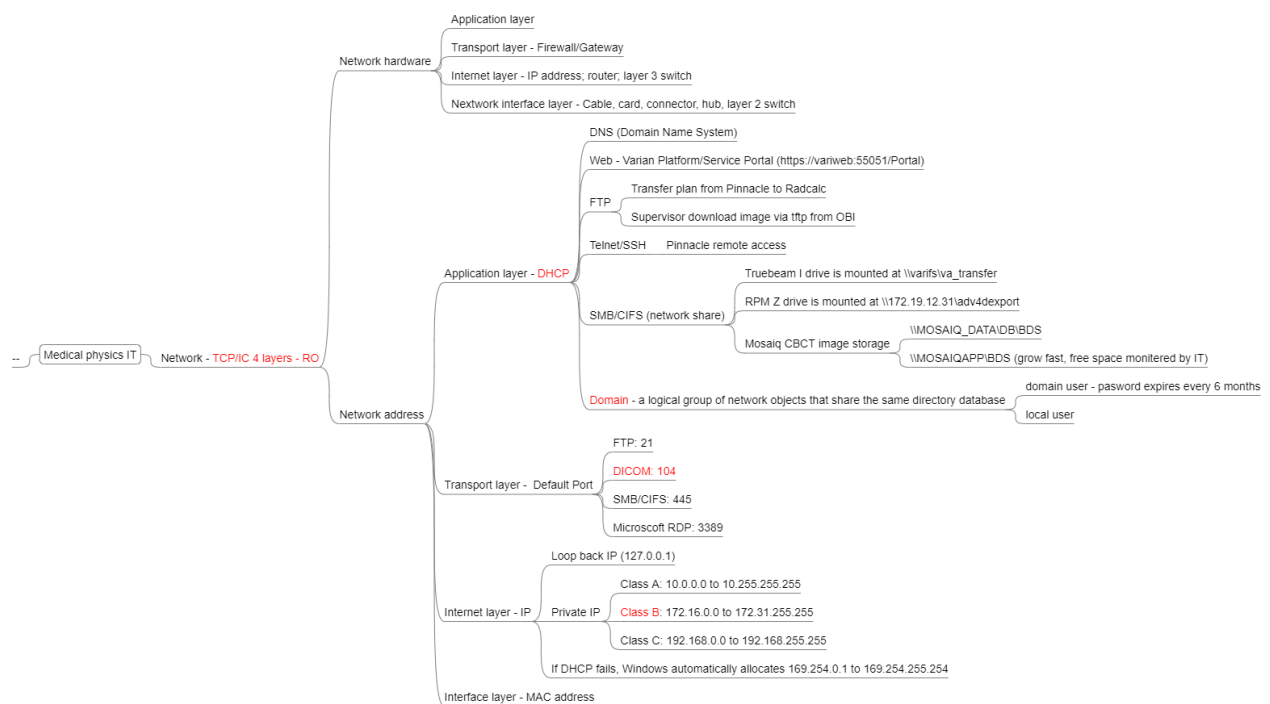 --
Medical physics IT
Network - TCP/IC 4 layers - RO
Network hardware
Application layer
Transport layer - Firewall/Gateway
Internet layer - IP address; router; layer 3 switch
Nextwork interface layer - Cable, card, connector, hub, layer 2 switch
Network address
Application layer - DHCP
DNS (Domain Name System)
Web - Varian Platform/Service Portal (https://variweb:55051/Portal)
FTP
Transfer plan from Pinnacle to Radcalc
Supervisor download image via tftp from OBI
Telnet/SSH
Pinnacle remote access
SMB/CIFS (network share)
Truebeam I drive is mounted at \\varifs\va_transfer
RPM Z drive is mounted at \\172.19.12.31\adv4dexport
Mosaiq CBCT image storage
\\MOSAIQ_DATA\DB\BDS
\\MOSAIQAPP\BDS (grow fast, free space monitered by IT)
Domain - a logical group of network objects that share the same directory database
domain user - pasword expires every 6 months
local user
Transport layer - Default Port
FTP: 21
DICOM: 104
SMB/CIFS: 445
Microscoft RDP: 3389
Internet layer - IP
Loop back IP (127.0.0.1)
Private IP
Class A: 10.0.0.0 to 10.255.255.255
Class B: 172.16.0.0 to 172.31.255.255
Class C: 192.168.0.0 to 192.168.255.255
If DHCP fails, Windows automatically allocates 169.254.0.1 to 169.254.255.254
Interface layer - MAC address